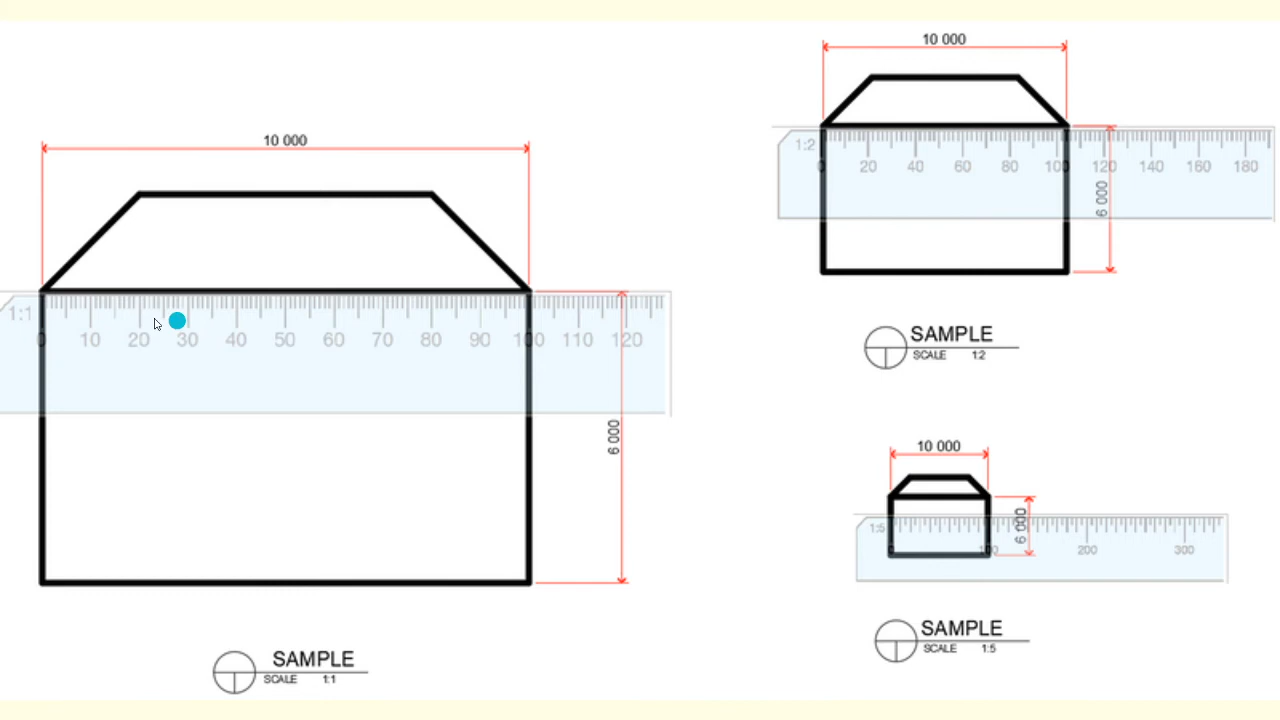 10 000
1:1
0 10 20 30 40 50 60 70 80 90 100 110 120
6 000
SAMPLE
SCALE 1:1
10 000
1:2
0 20 40 60 80 100 120 140 160 180
6 000
SAMPLE
SCALE 1:2
10 000
1:5
0 100 200 300
6 000
SAMPLE
SCALE 1:5